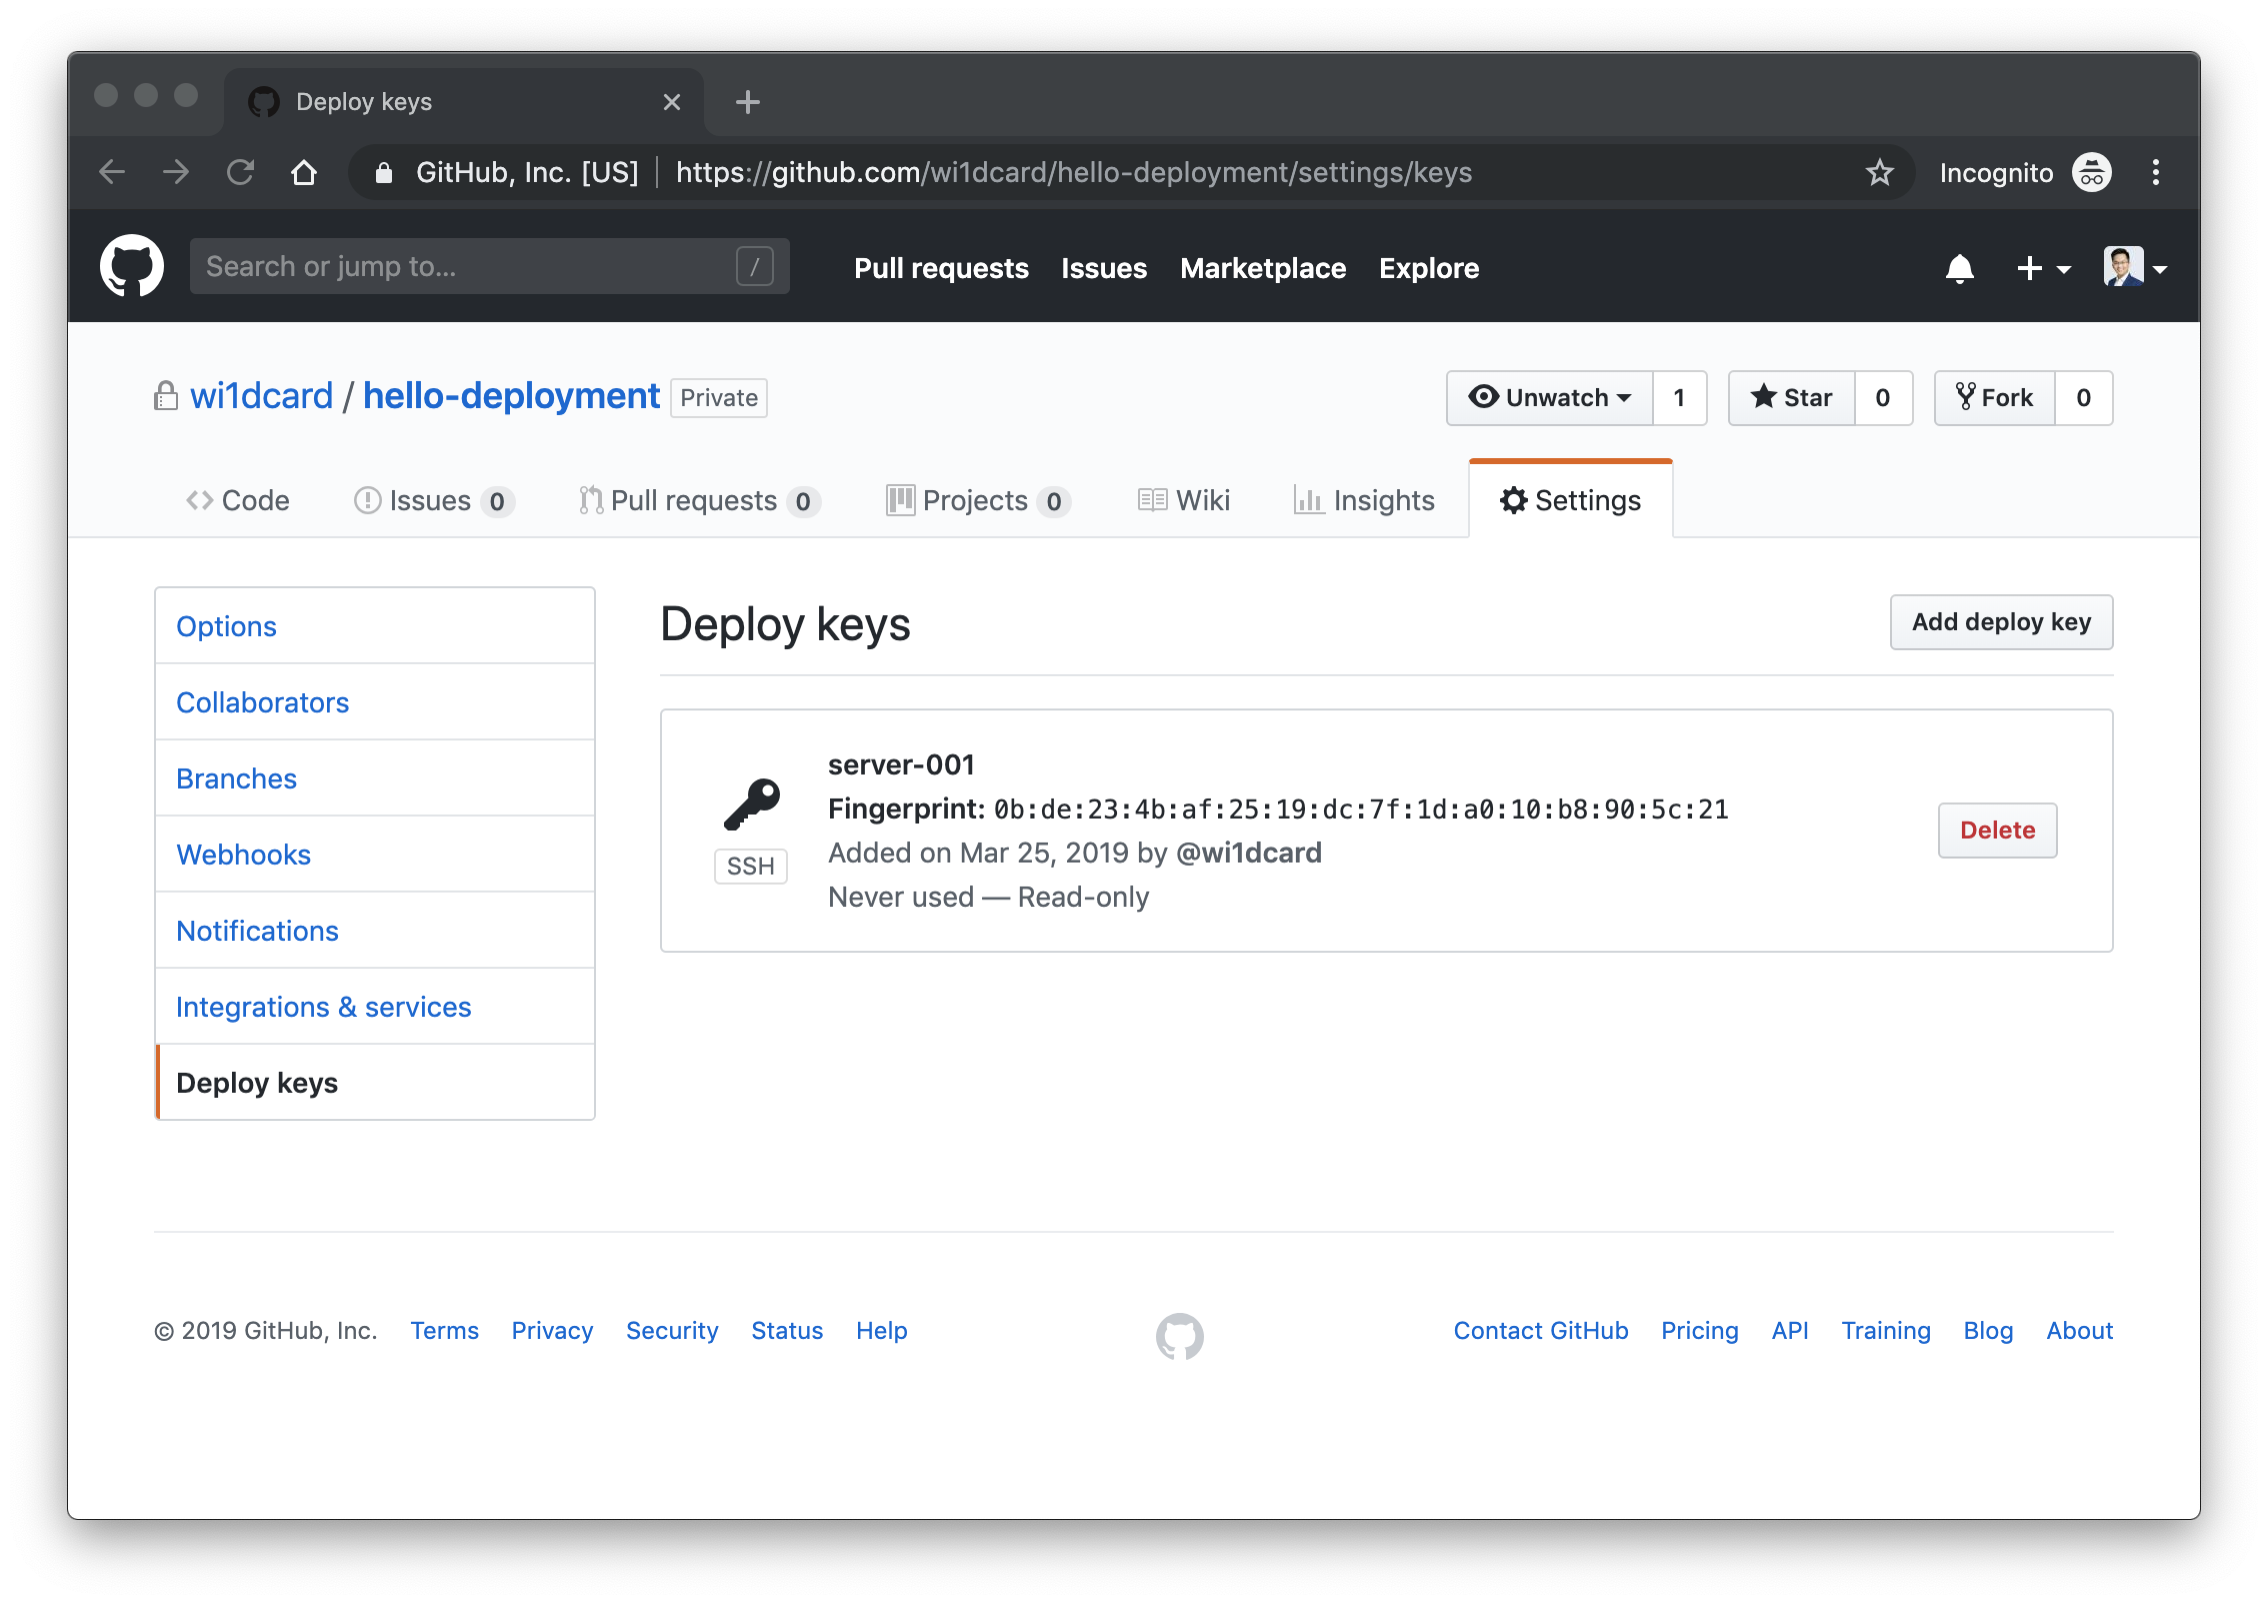 Deploy keys
GitHub, Inc. [US] https://github.com/wi1dcard/hello-deployment/settings/keys Incognito
Search or jump to... / Pull requests Issues Marketplace Explore
wi1dcard / hello-deployment Private Unwatch 1 Star 0 Fork 0
Code Issues 0 Pull requests 0 Projects 0 Wiki Insights Settings
Options
Collaborators
Branches
Webhooks
Notifications
Integrations & services
Deploy keys
Deploy keys Add deploy key
server-001
Fingerprint: 0b:de:23:4b:af:25:19:dc:7f:1d:a0:10:b8:90:5c:21
Added on Mar 25, 2019 by @wi1dcard
Never used — Read-only
SSH
Delete
© 2019 GitHub, Inc. Terms Privacy Security Status Help Contact GitHub Pricing API Training Blog About